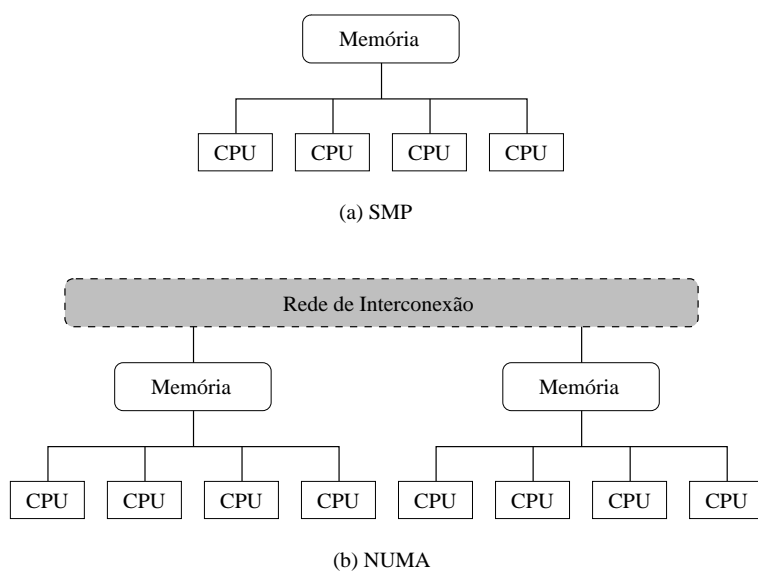 Memória
CPU CPU CPU CPU
(a) SMP
Rede de Interconexão
Memória Memória
CPU CPU CPU CPU CPU CPU CPU CPU
(b) NUMA